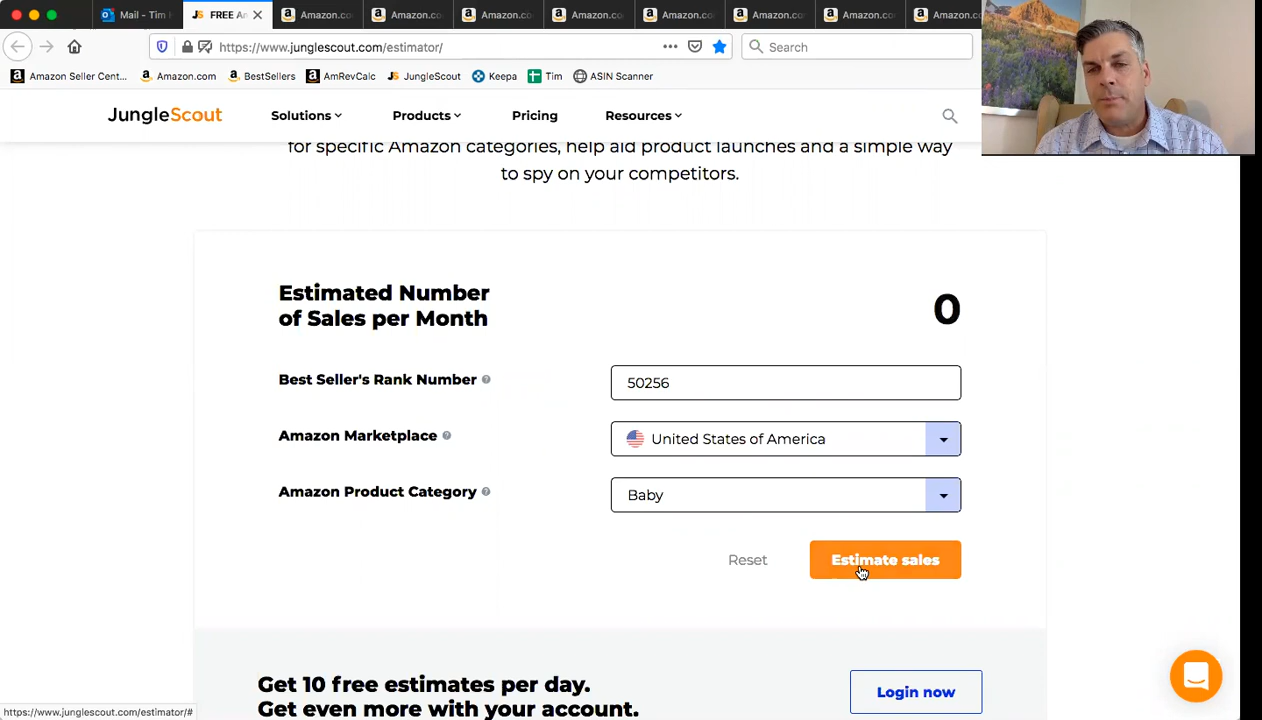 Mail - Tim
JS FREE A
Amazon.co
Amazon.co
Amazon.co
Amazon.co
Amazon.co
Amazon.co
Amazon.co
Amazon.co
https://www.junglescout.com/estimator/
Search
Amazon Seller Cent...
Amazon.com
BestSellers
AmRevCalc
JS JungleScout
Keepa
Tim
ASIN Scanner
JungleScout
Solutions
Products
Pricing
Resources
for specific Amazon categories, help aid product launches and a simple way
to spy on your competitors.
Estimated Number
of Sales per Month
0
Best Seller's Rank Number ?
50256
Amazon Marketplace ?
United States of America
Amazon Product Category ?
Baby
Reset
Estimate sales
Get 10 free estimates per day.
Get even more with your account.
Login now
https://www.junglescout.com/estimator/#